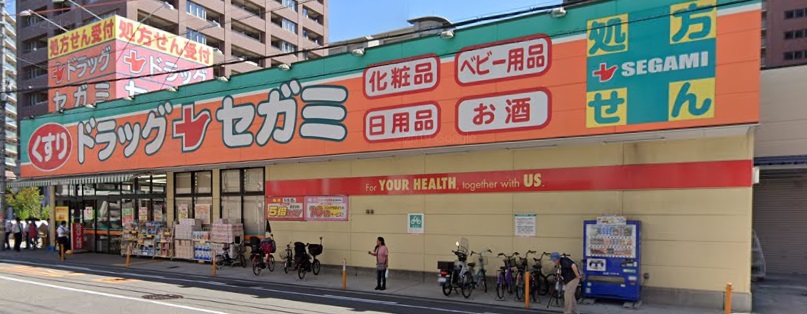 処方せん受付
ドラッグ
セガミ
処方せん受付
ドラッグ
セガミ
くすり
ドラッグ
セガミ
化粧品
ベビー用品
日用品
お酒
処方せん
SEGAMI
For YOUR HEALTH, together with US.